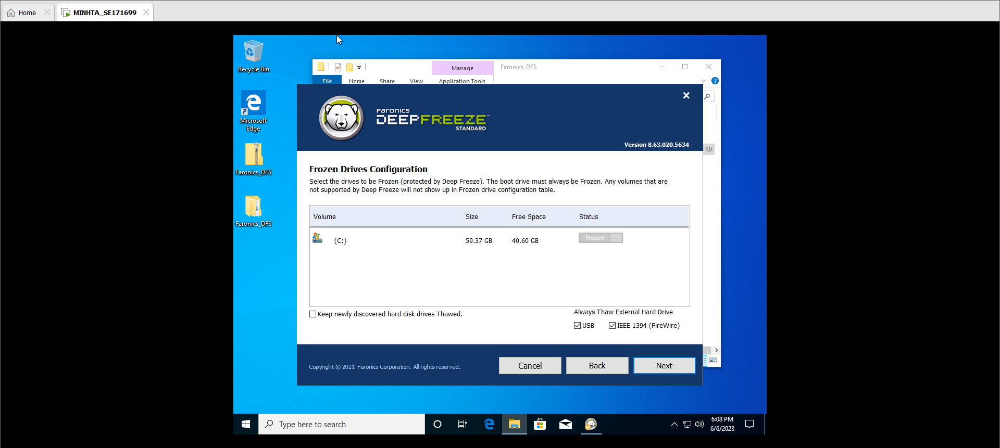 Home
MINHTA_SE171699
Recycle Bin
Microsoft
Edge
Faronics_DFS
Faronics_DFS
Manage
Faronics_DFS
File
Home
Share
View
Application Tools
KB
FARONICS
DEEPFREEZE™
STANDARD
Version 8.63.020.5634
Frozen Drives Configuration
Select the drives to be Frozen (protected by Deep Freeze). The boot drive must always be Frozen. Any volumes that are
not supported by Deep Freeze will not show up in Frozen drive configuration table.
Volume Size Free Space Status
(C:) 59.37 GB 40.60 GB Frozen
Keep newly discovered hard disk drives Thawed.
Always Thaw External Hard Drive
USB IEEE 1394 (FireWire)
Copyright © 2021 Faronics Corporation. All rights reserved.
Cancel
Back
Next
Type here to search
6:08 PM
6/6/2023